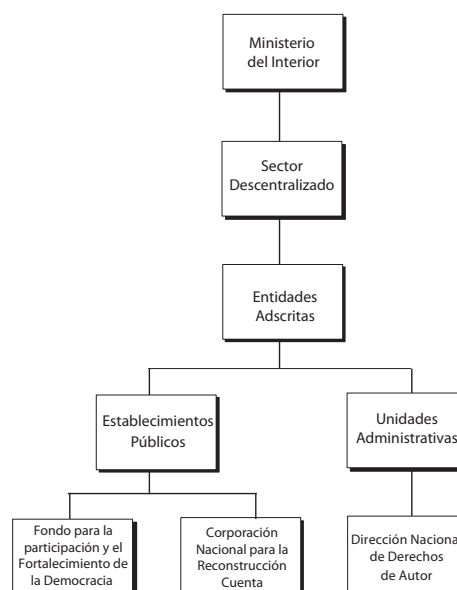 Ministerio
del Interior
Sector
Descentralizado
Entidades
Adscritas
Establecimientos
Públicos
Unidades
Administrativas
Fondo para la
participación y el
Fortalecimiento de
la Democracia
Corporación
Nacional para la
Reconstrucción
Cuenta
Dirección Nacional
de Derechos
de Autor